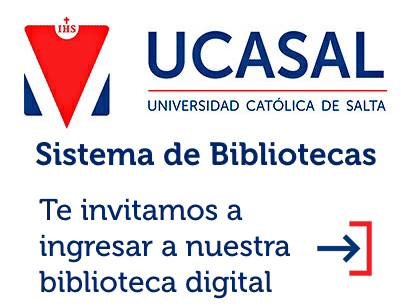 IHS
UCASAL
UNIVERSIDAD CATÓLICA DE SALTA
Sistema de Bibliotecas
Te invitamos a
ingresar a nuestra
biblioteca digital